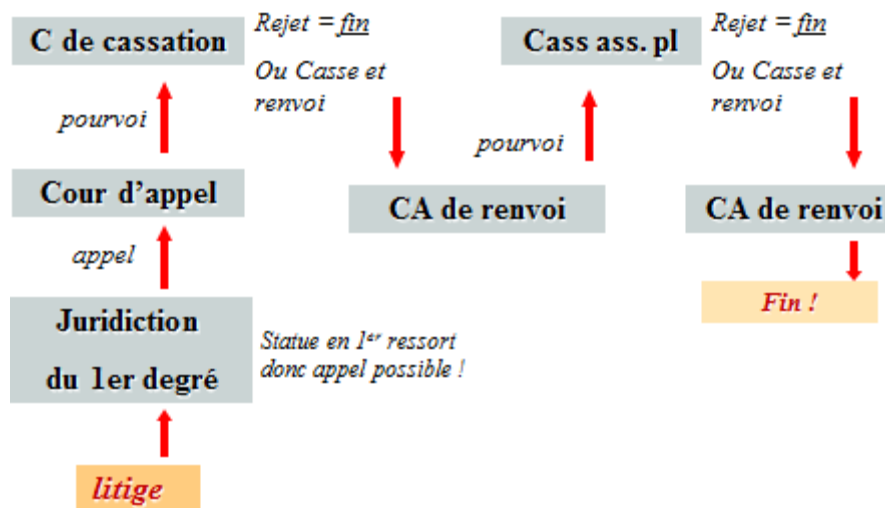 C de cassation
Rejet = fin
Ou Casse et
renvoi
pourvoi
Cour d'appel
appel
Juridiction
du 1er degré
Statue en 1er ressort
donc appel possible !
litige
CA de renvoi
pourvoi
Cass ass. pl
Rejet = fin
Ou Casse et
renvoi
CA de renvoi
Fin !